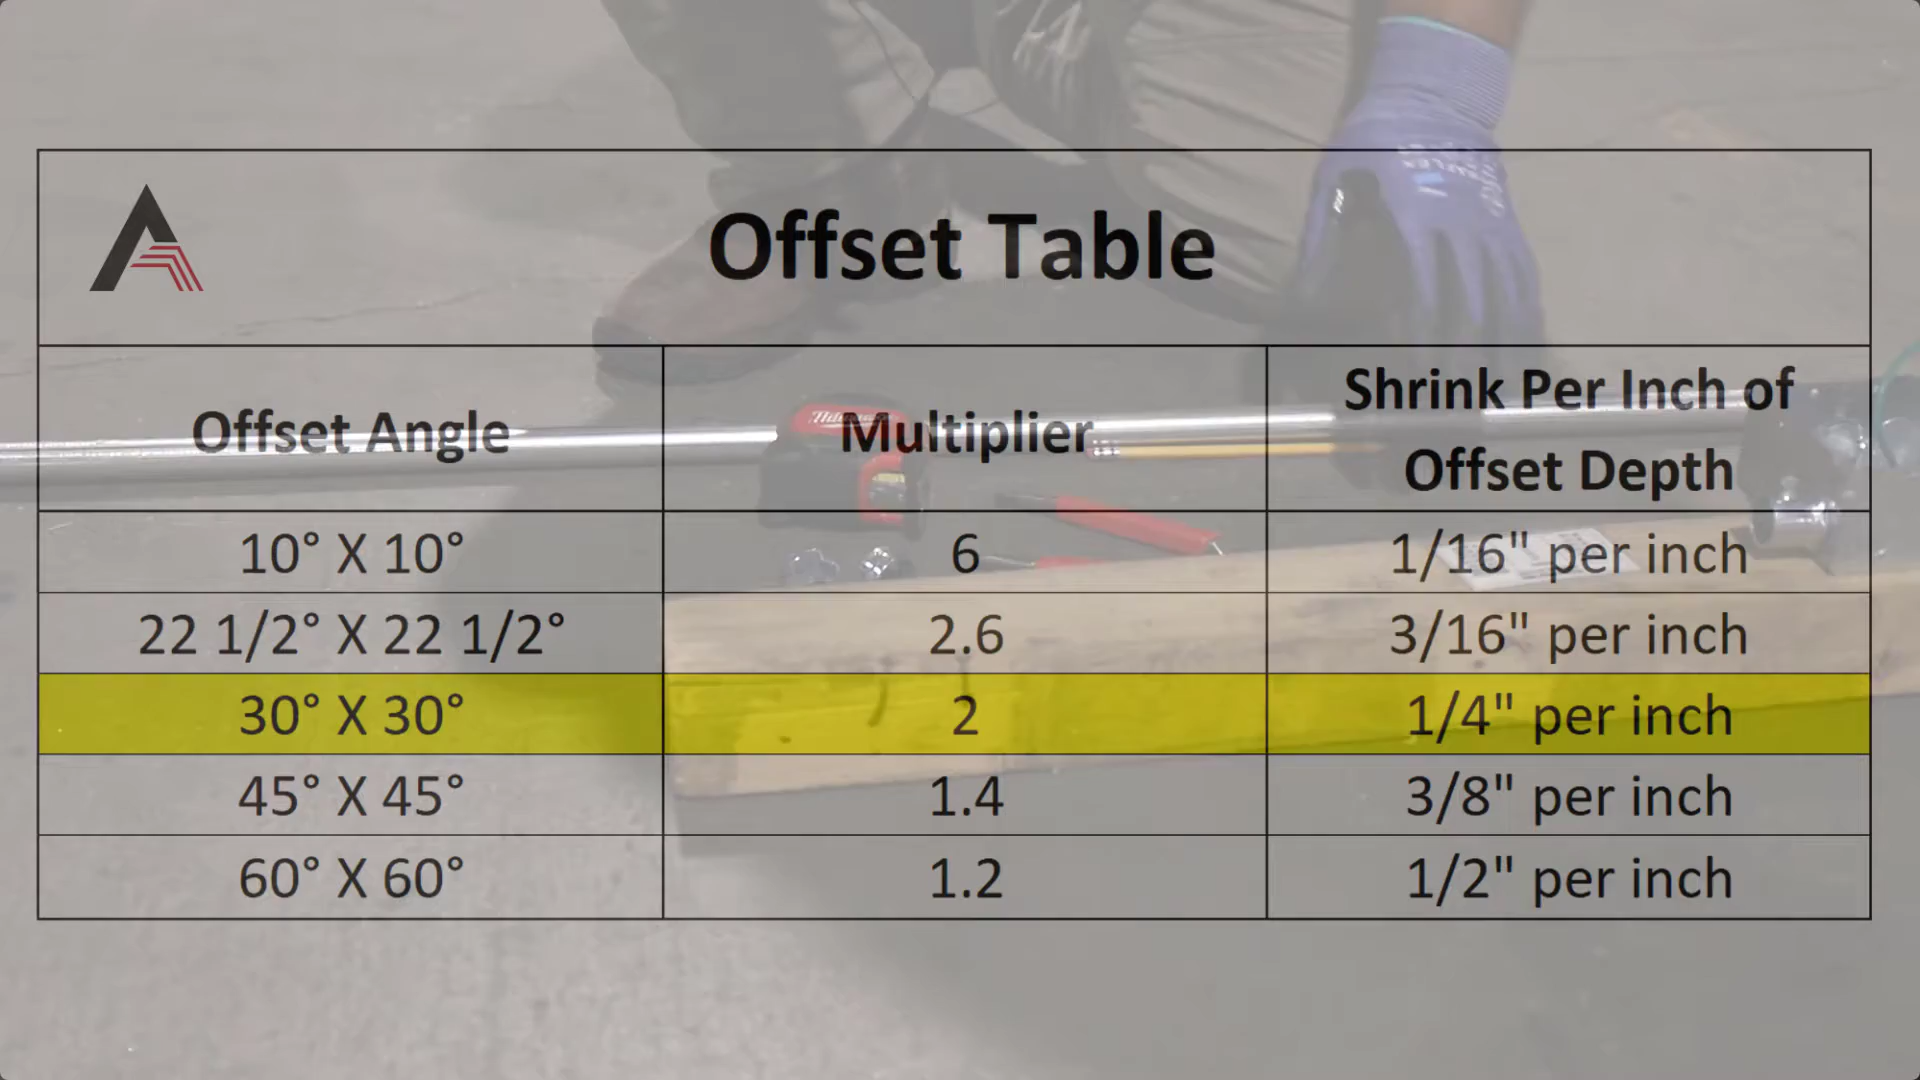 Offset Table
Offset Angle
Multiplier
Shrink Per Inch of
Offset Depth
10° X 10°
6
1/16" per inch
22 1/2° X 22 1/2°
2.6
3/16" per inch
30° X 30°
2
1/4" per inch
45° X 45°
1.4
3/8" per inch
60° X 60°
1.2
1/2" per inch